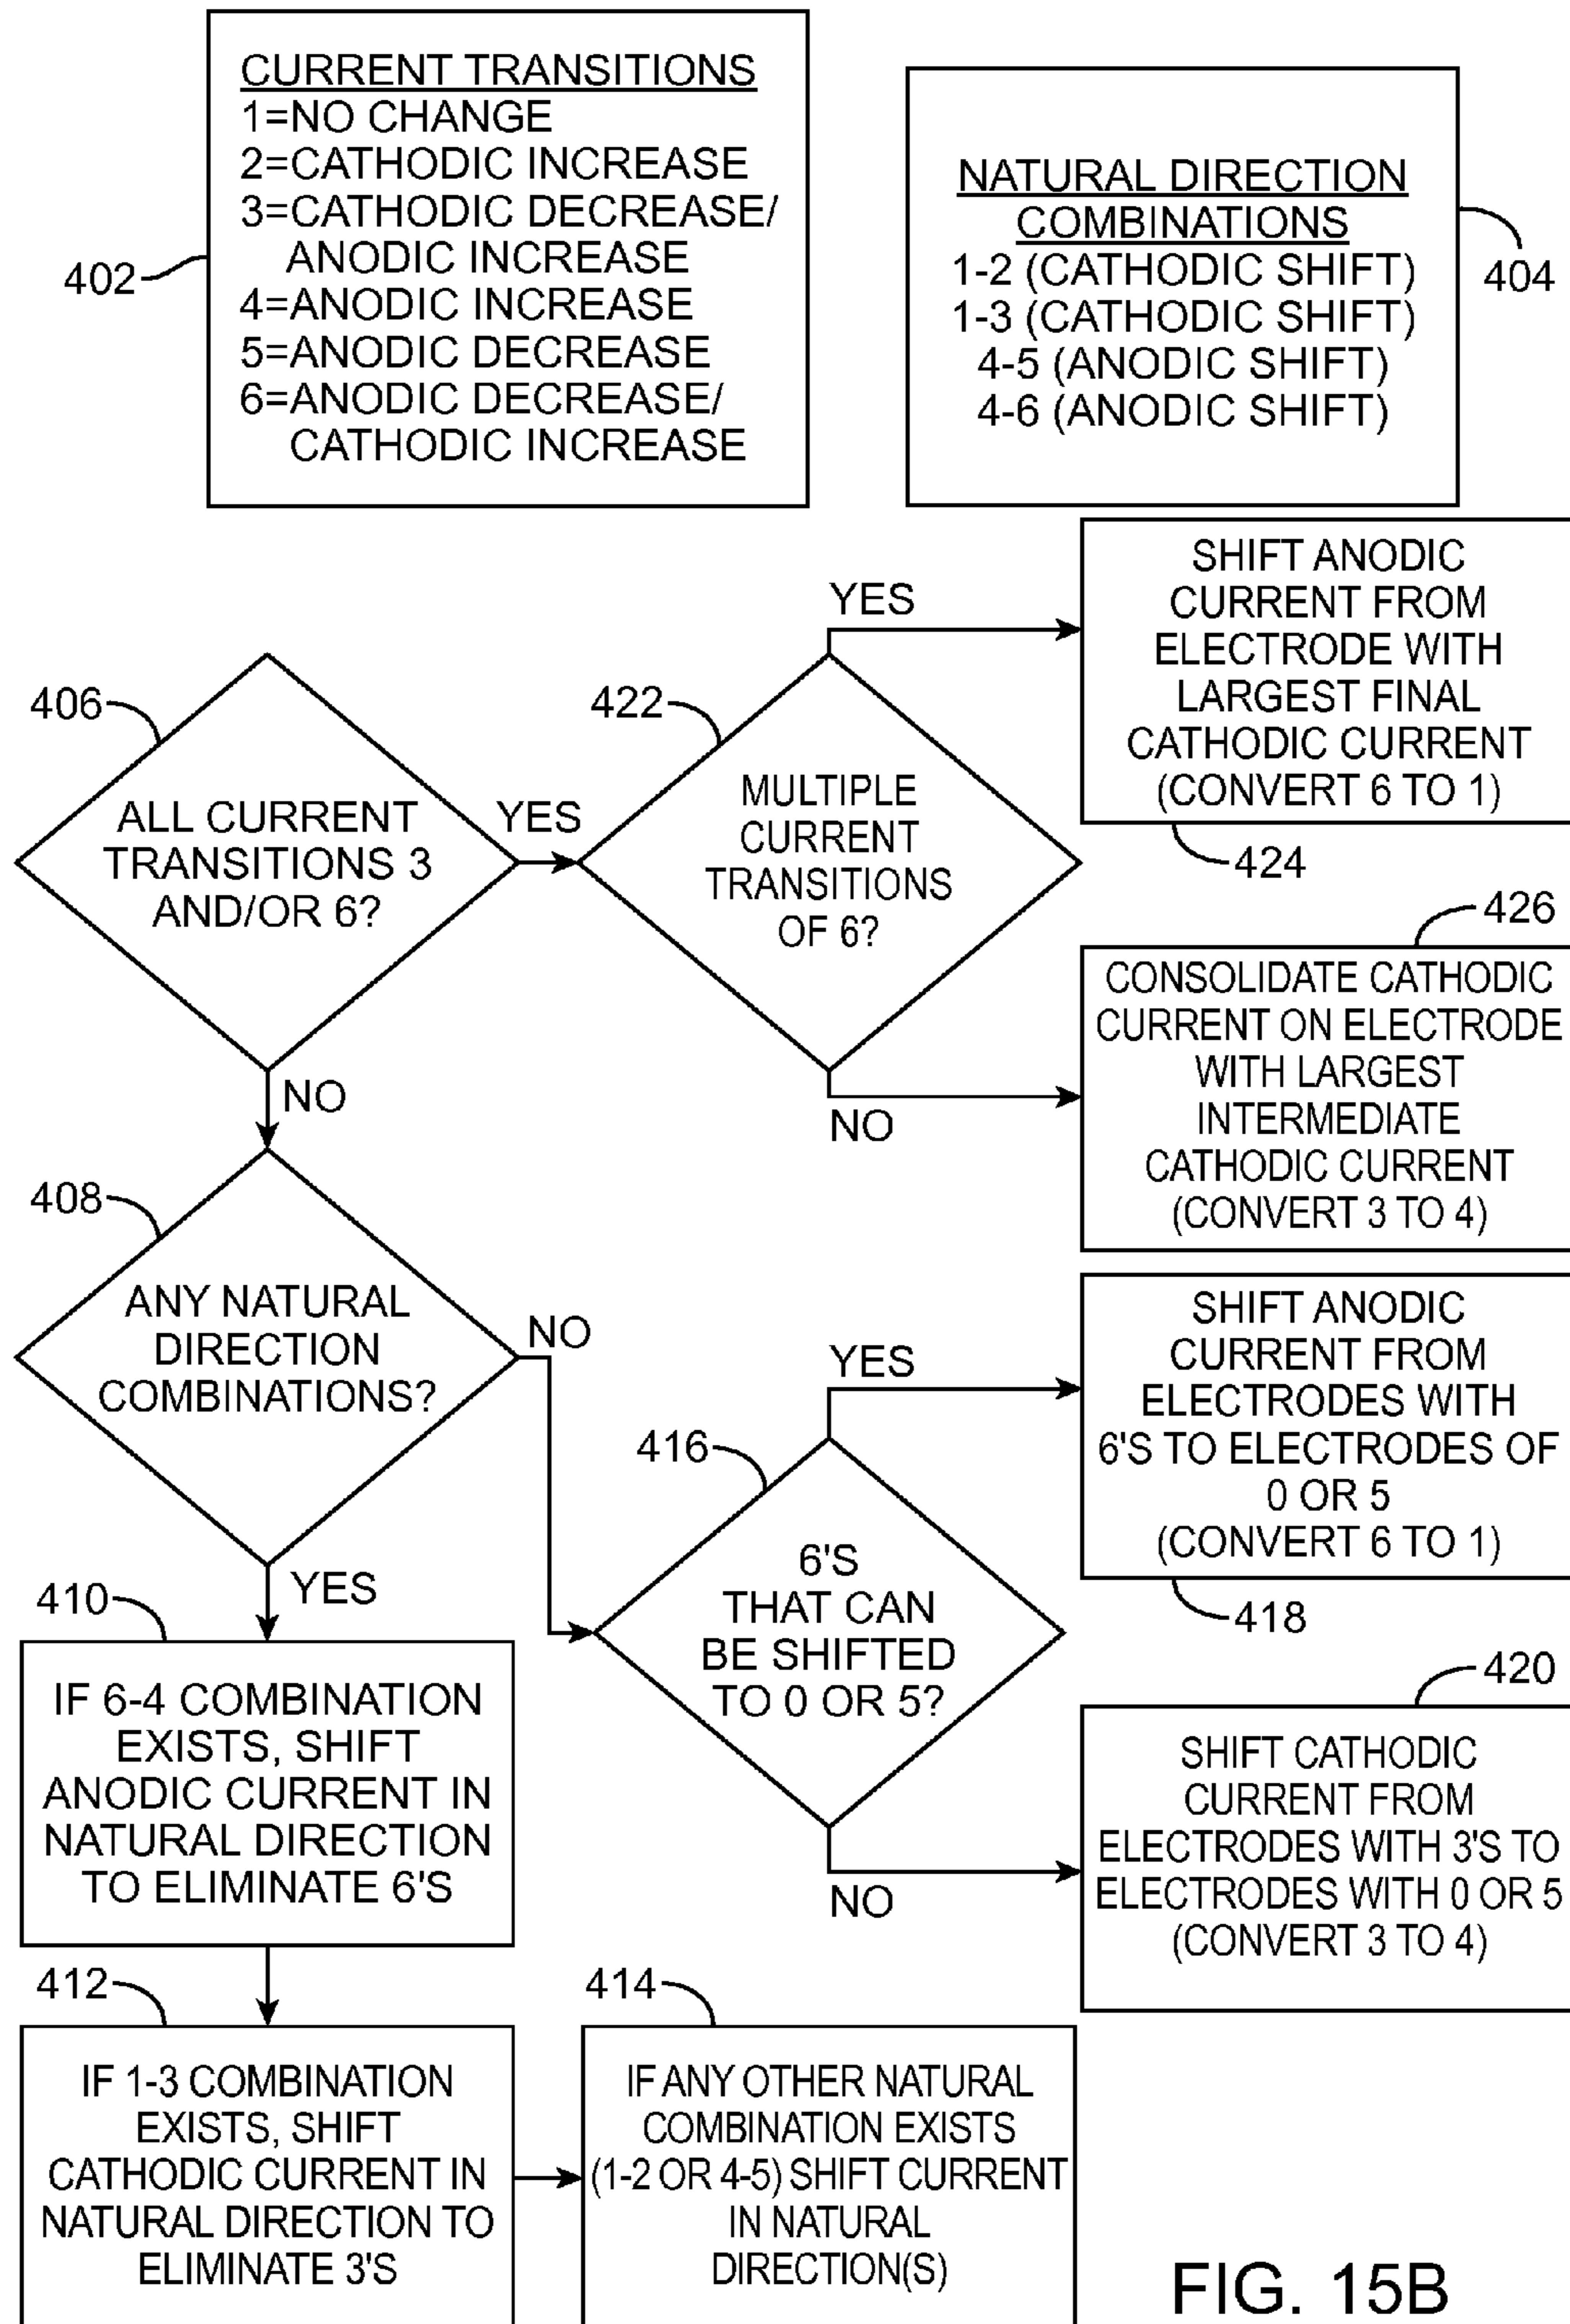 CURRENT TRANSITIONS
1=NO CHANGE
2=CATHODIC INCREASE
3=CATHODIC DECREASE/
ANODIC INCREASE
4=ANODIC INCREASE
5=ANODIC DECREASE
6=ANODIC DECREASE/
CATHODIC INCREASE
402
NATURAL DIRECTION
COMBINATIONS
1-2 (CATHODIC SHIFT)
1-3 (CATHODIC SHIFT)
4-5 (ANODIC SHIFT)
4-6 (ANODIC SHIFT)
404
406
ALL CURRENT
TRANSITIONS 3
AND/OR 6?
YES
NO
422
MULTIPLE
CURRENT
TRANSITIONS
OF 6?
YES
NO
SHIFT ANODIC
CURRENT FROM
ELECTRODE WITH
LARGEST FINAL
CATHODIC CURRENT
(CONVERT 6 TO 1)
424
426
CONSOLIDATE CATHODIC
CURRENT ON ELECTRODE
WITH LARGEST
INTERMEDIATE
CATHODIC CURRENT
(CONVERT 3 TO 4)
408
ANY NATURAL
DIRECTION
COMBINATIONS?
NO
YES
416
6'S
THAT CAN
BE SHIFTED
TO 0 OR 5?
YES
NO
SHIFT ANODIC
CURRENT FROM
ELECTRODES WITH
6'S TO ELECTRODES OF
0 OR 5
(CONVERT 6 TO 1)
418
420
SHIFT CATHODIC
CURRENT FROM
ELECTRODES WITH 3'S TO
ELECTRODES WITH 0 OR 5
(CONVERT 3 TO 4)
410
IF 6-4 COMBINATION
EXISTS, SHIFT
ANODIC CURRENT IN
NATURAL DIRECTION
TO ELIMINATE 6'S
412
IF 1-3 COMBINATION
EXISTS, SHIFT
CATHODIC CURRENT IN
NATURAL DIRECTION TO
ELIMINATE 3'S
414
IF ANY OTHER NATURAL
COMBINATION EXISTS
(1-2 OR 4-5) SHIFT CURRENT
IN NATURAL
DIRECTION(S)
FIG. 15B